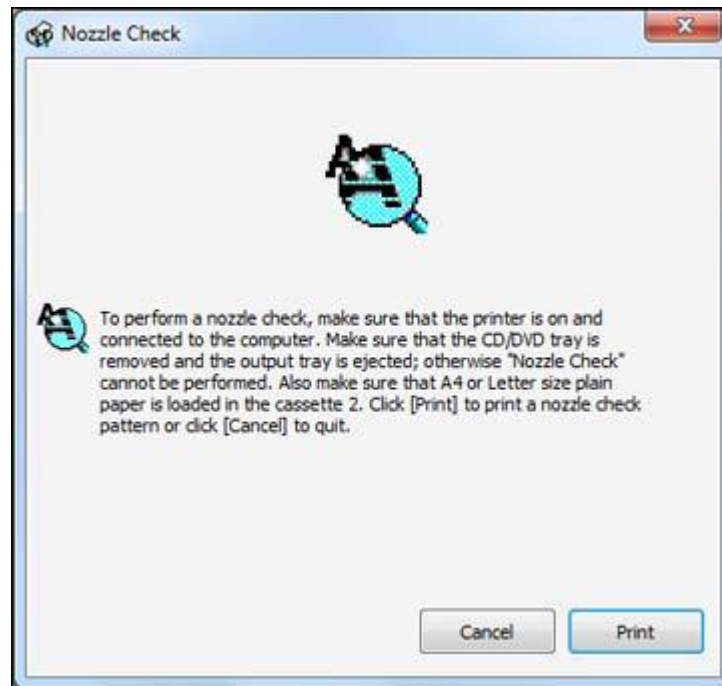 Nozzle Check
To perform a nozzle check, make sure that the printer is on and
connected to the computer. Make sure that the CD/DVD tray is
removed and the output tray is ejected; otherwise "Nozzle Check"
cannot be performed. Also make sure that A4 or Letter size plain
paper is loaded in the cassette 2. Click [Print] to print a nozzle check
pattern or click [Cancel] to quit.
Cancel Print